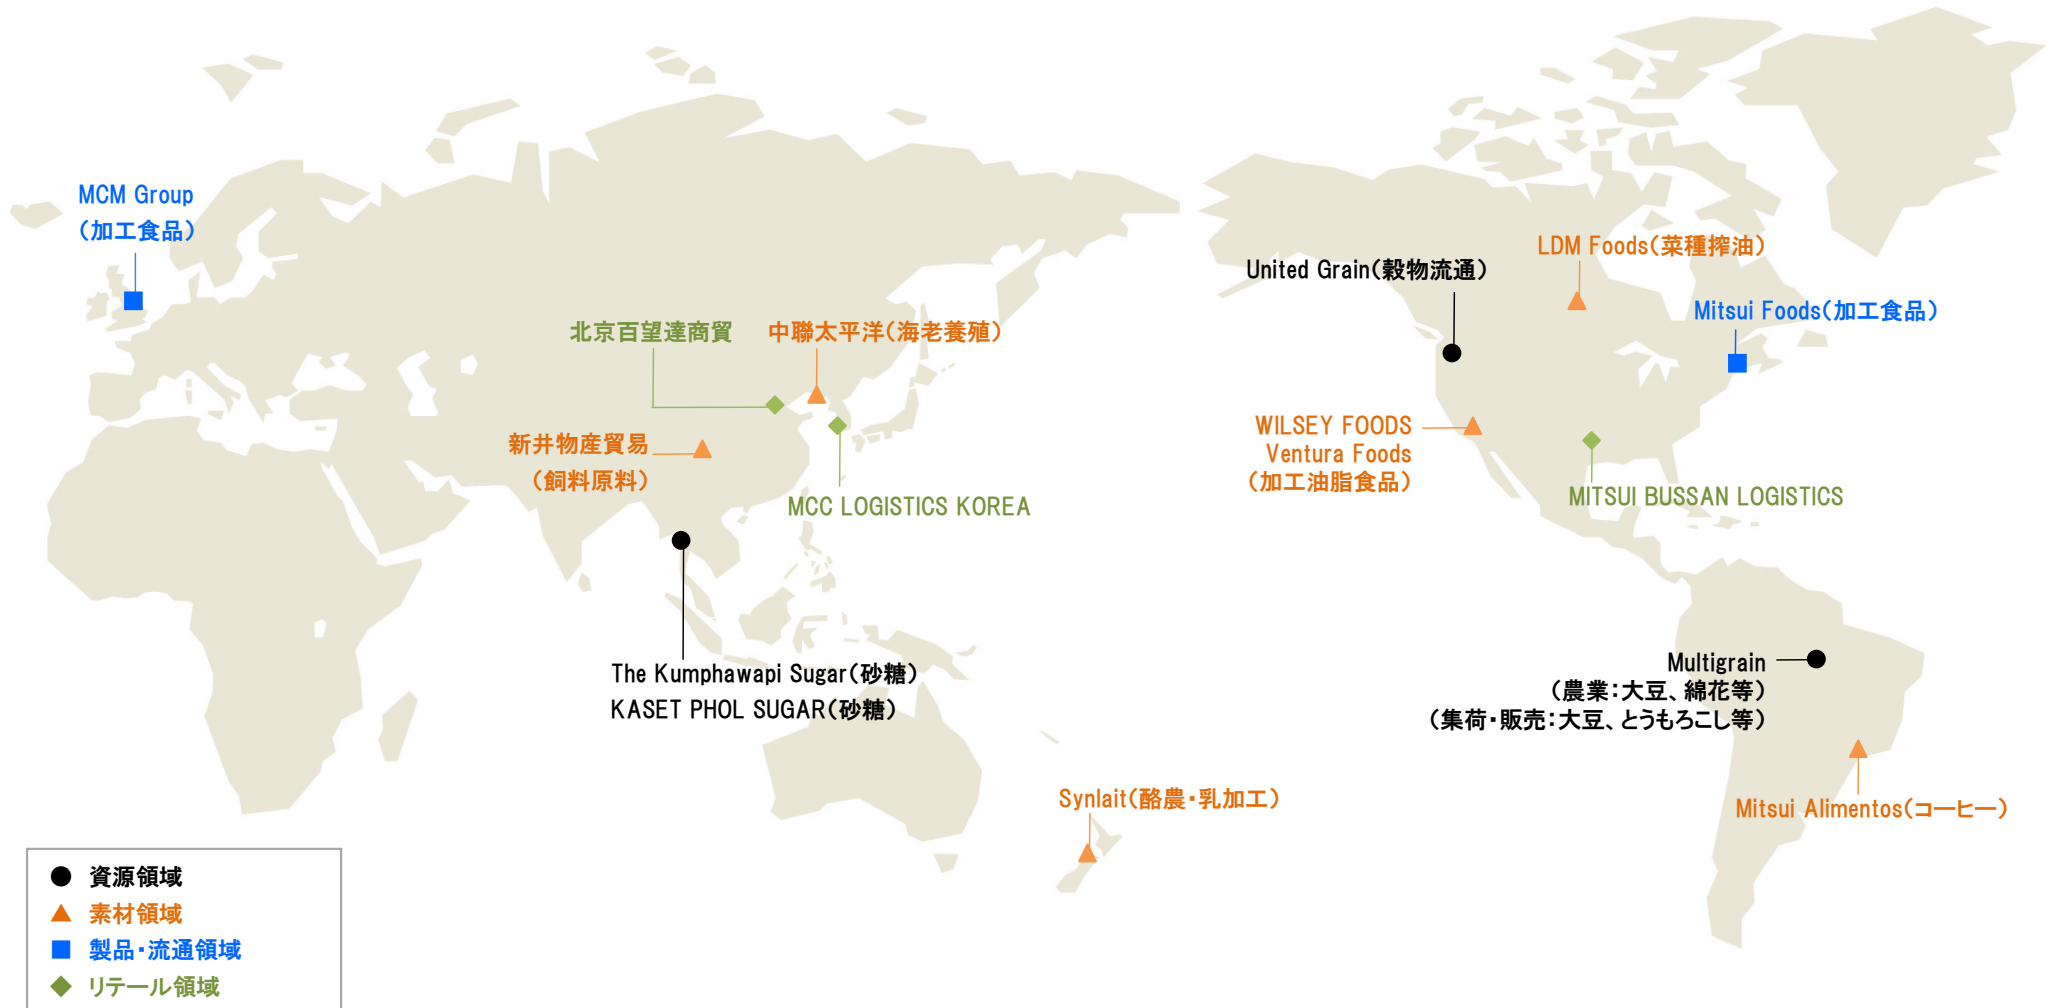 MCM Group
（加工食品）
北京百望達商貿
中聯太平洋（海老養殖）
新井物産貿易
（飼料原料）
MCC LOGISTICS KOREA
The Kumphawapi Sugar（砂糖）
KASET PHOL SUGAR（砂糖）
Synlait（酪農・乳加工）
United Grain（穀物流通）
LDM Foods（菜種搾油）
Mitsui Foods（加工食品）
WILSEY FOODS
Ventura Foods
（加工油脂食品）
MITSUI BUSSAN LOGISTICS
Multigrain
（農業：大豆、綿花等）
（集荷・販売：大豆、とうもろこし等）
Mitsui Alimentos（コーヒー）
資源領域
素材領域
製品・流通領域
リテール領域